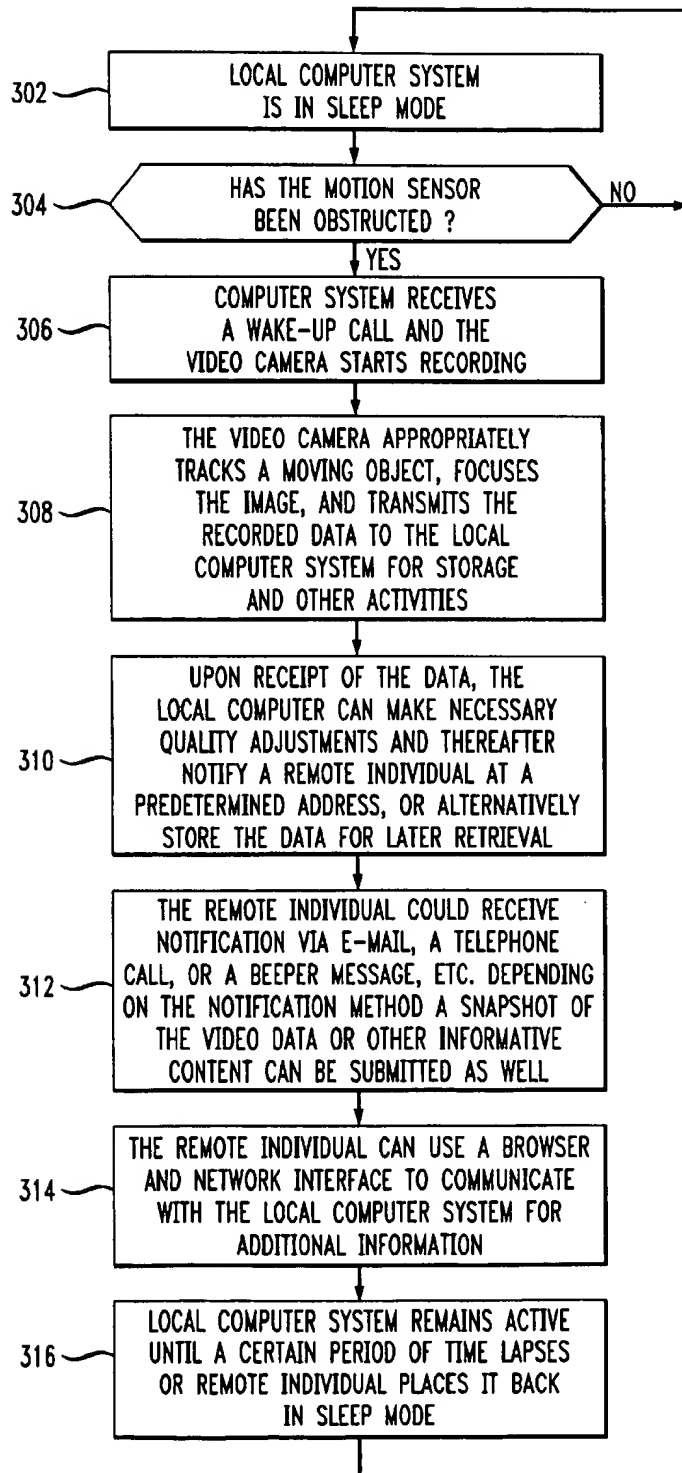 302
LOCAL COMPUTER SYSTEM
IS IN SLEEP MODE
304
HAS THE MOTION SENSOR
BEEN OBSTRUCTED ?
NO
YES
306
COMPUTER SYSTEM RECEIVES
A WAKE-UP CALL AND THE
VIDEO CAMERA STARTS RECORDING
308
THE VIDEO CAMERA APPROPRIATELY
TRACKS A MOVING OBJECT, FOCUSES
THE IMAGE, AND TRANSMITS THE
RECORDED DATA TO THE LOCAL
COMPUTER SYSTEM FOR STORAGE
AND OTHER ACTIVITIES
310
UPON RECEIPT OF THE DATA, THE
LOCAL COMPUTER CAN MAKE NECESSARY
QUALITY ADJUSTMENTS AND THEREAFTER
NOTIFY A REMOTE INDIVIDUAL AT A
PREDETERMINED ADDRESS, OR ALTERNATIVELY
STORE THE DATA FOR LATER RETRIEVAL
312
THE REMOTE INDIVIDUAL COULD RECEIVE
NOTIFICATION VIA E-MAIL, A TELEPHONE
CALL, OR A BEEPER MESSAGE, ETC. DEPENDING
ON THE NOTIFICATION METHOD A SNAPSHOT OF
THE VIDEO DATA OR OTHER INFORMATIVE
CONTENT CAN BE SUBMITTED AS WELL
314
THE REMOTE INDIVIDUAL CAN USE A BROWSER
AND NETWORK INTERFACE TO COMMUNICATE
WITH THE LOCAL COMPUTER SYSTEM FOR
ADDITIONAL INFORMATION
316
LOCAL COMPUTER SYSTEM REMAINS ACTIVE
UNTIL A CERTAIN PERIOD OF TIME LAPSES
OR REMOTE INDIVIDUAL PLACES IT BACK
IN SLEEP MODE